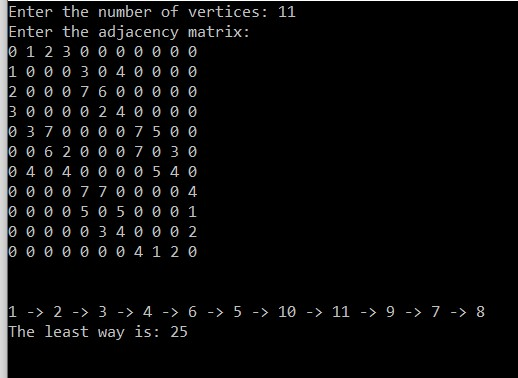 Enter the number of vertices: 11
Enter the adjacency matrix:
0 1 2 3 0 0 0 0 0 0 0
1 0 0 0 3 0 4 0 0 0 0
2 0 0 0 7 6 0 0 0 0 0
3 0 0 0 0 2 4 0 0 0 0
0 3 7 0 0 0 0 7 5 0 0
0 0 6 2 0 0 0 7 0 3 0
0 4 0 4 0 0 0 0 5 4 0
0 0 0 0 7 7 0 0 0 0 4
0 0 0 0 5 0 5 0 0 0 1
0 0 0 0 0 3 4 0 0 0 2
0 0 0 0 0 0 0 4 1 2 0
1 -> 2 -> 3 -> 4 -> 6 -> 5 -> 10 -> 11 -> 9 -> 7 -> 8
The least way is: 25